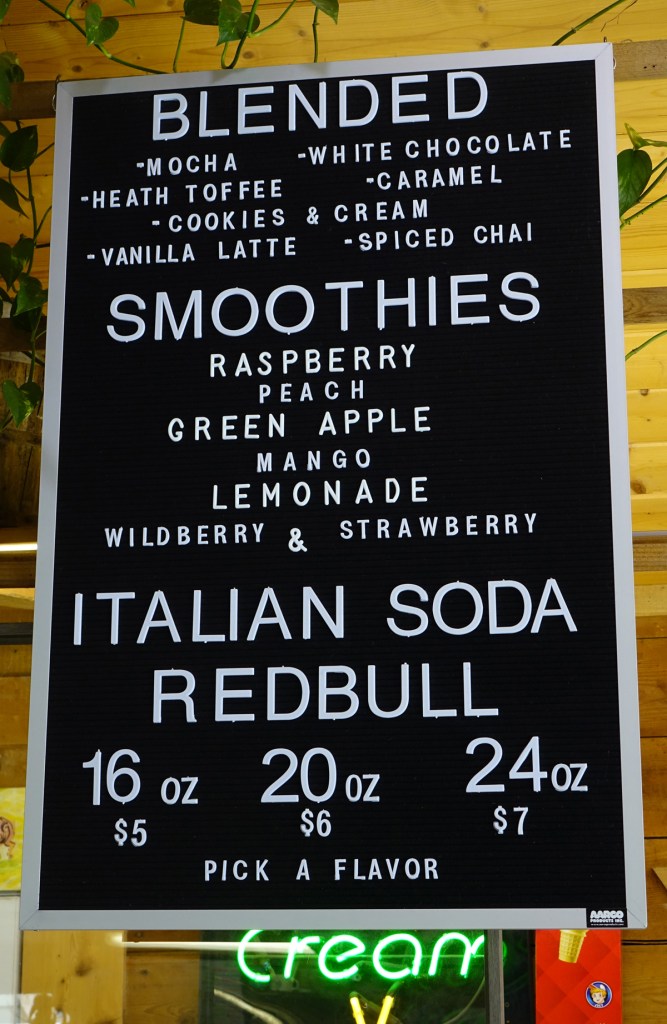 BLENDED
-MOCHA -WHITE CHOCOLATE
-HEATH TOFFEE -CARAMEL
-COOKIES & CREAM
-VANILLA LATTE -SPICED CHAI
SMOOTHIES
RASPBERRY
PEACH
GREEN APPLE
MANGO
LEMONADE
WILDBERRY & STRAWBERRY
ITALIAN SODA
REDBULL
16 OZ 20 OZ 24 OZ
$5 $6 $7
PICK A FLAVOR
AARCO
PRODUCTS INC.
Cream